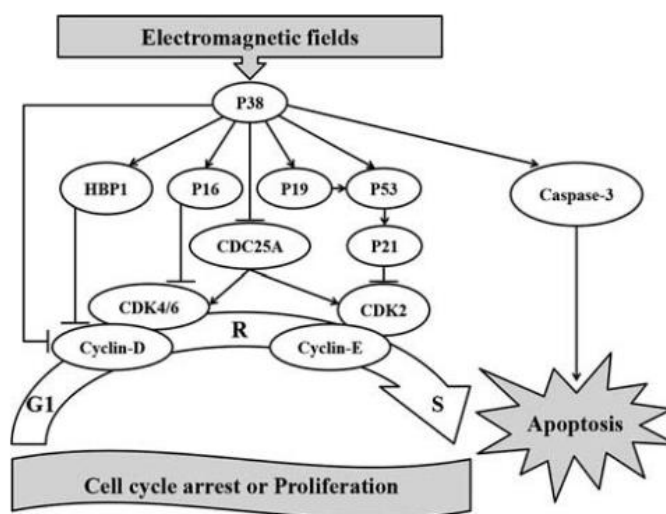 Electromagnetic fields
P38
HBP1
P16
P19
P53
Caspase-3
CDC25A
P21
CDK4/6
CDK2
R
Cyclin-D
Cyclin-E
G1
S
Apoptosis
Cell cycle arrest or Proliferation